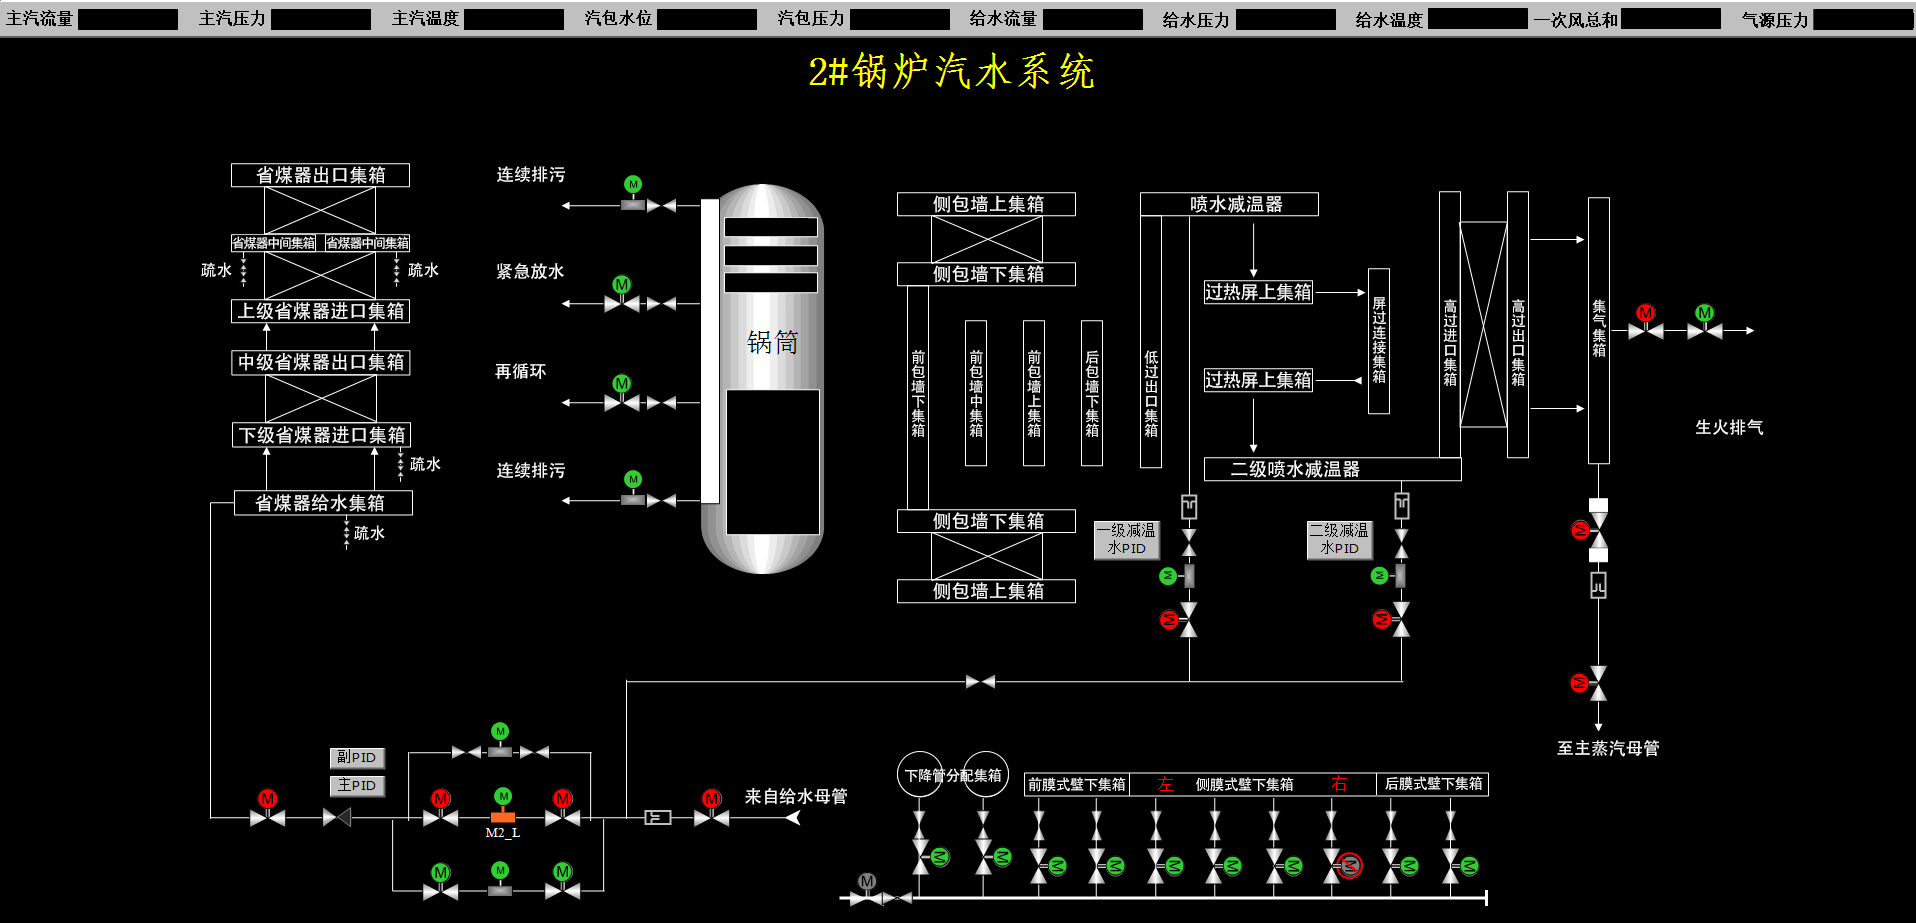 主汽流量 主汽压力 主汽温度 汽包水位 汽包压力 给水流量 给水压力 给水温度 一次风总和 气源压力
2#锅炉汽水系统
省煤器出口集箱
省煤器中间集箱 省煤器中间集箱
疏水 疏水
上级省煤器进口集箱
中级省煤器出口集箱
下级省煤器进口集箱
疏水
省煤器给水集箱
疏水
连续排污
M
紧急放水
M
再循环
M
连续排污
M
锅筒
侧包墙上集箱
侧包墙下集箱
前包墙下集箱
前包墙中集箱
前包墙上集箱
后包墙下集箱
侧包墙下集箱
侧包墙上集箱
喷水减温器
低过出口集箱
过热屏上集箱
屏过连接集箱
过热屏上集箱
二级喷水减温器
高过进口集箱
高过出口集箱
集气集箱
M M
生火排气
一级减温
水PID
二级减温
水PID
M M
M M
M
M
至主蒸汽母管
副PID
主PID
M
M M M M M
M2_L
来自给水母管
M M M
下降管分配集箱
前膜式壁下集箱 左 侧膜式壁下集箱 右 后膜式壁下集箱
M M M M M M M M M M
M